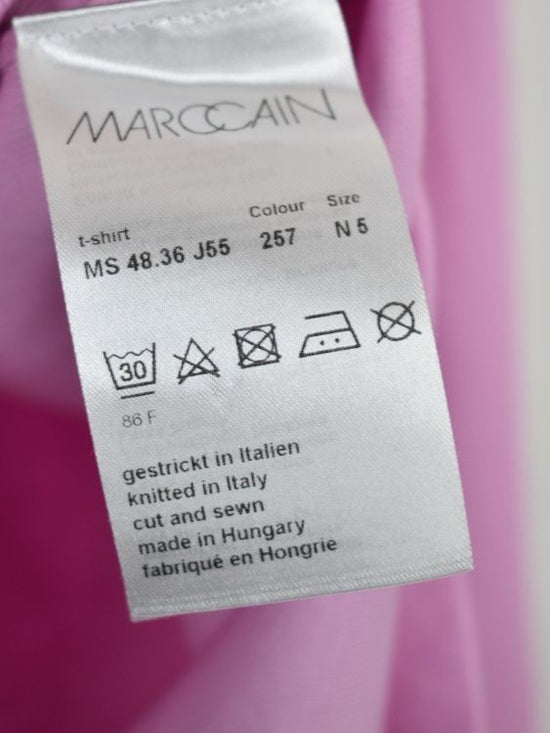 MARCCAIN
Colour Size
t-shirt
MS 48.36 J55 257 N 5
30
86 F
gestrickt in Italien
knitted in Italy
cut and sewn
made in Hungary
fabriqué en Hongrie